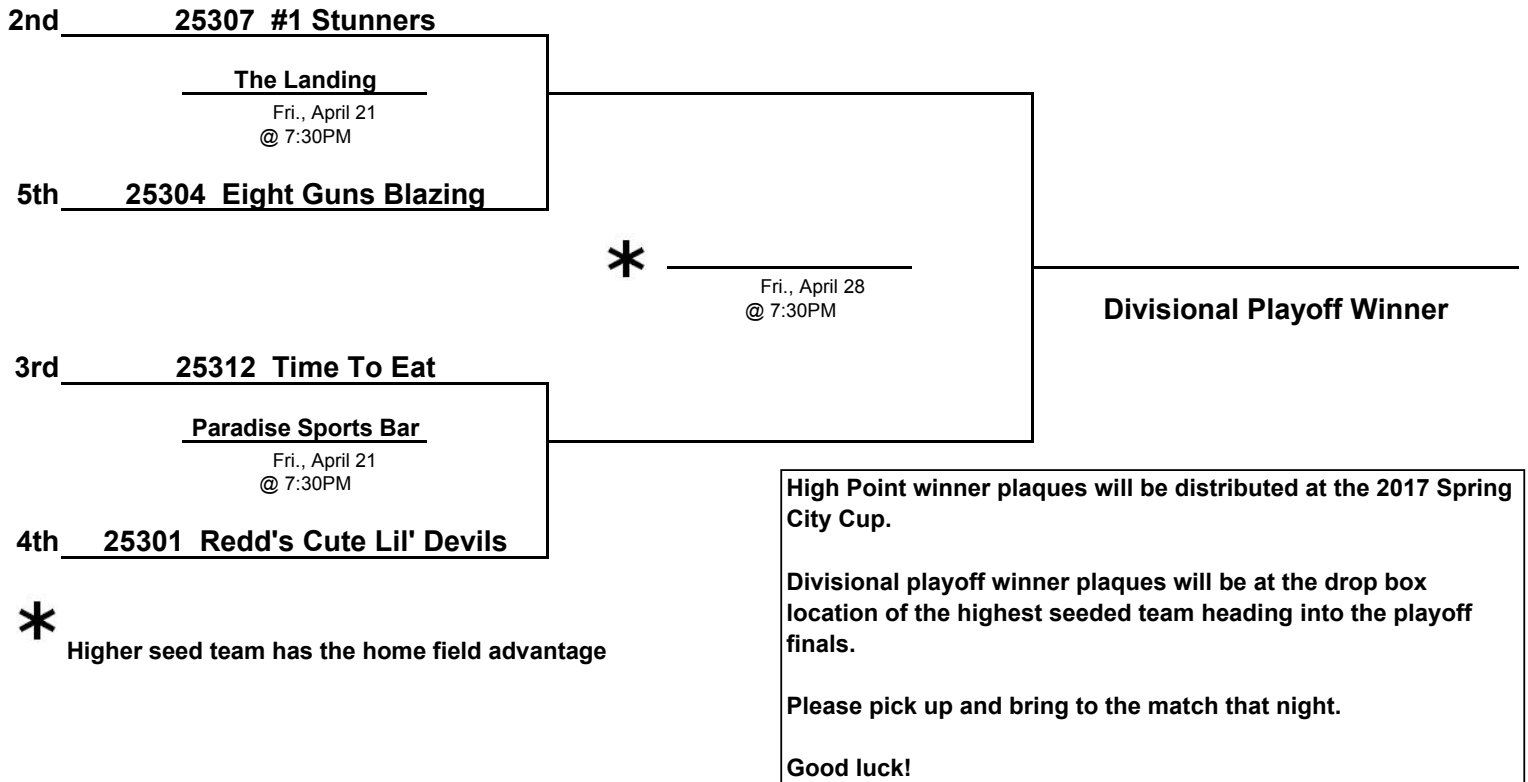 2nd 25307 #1 Stunners
The Landing
Fri., April 21
@ 7:30PM
5th 25304 Eight Guns Blazing
*
Fri., April 28
@ 7:30PM
Divisional Playoff Winner
3rd 25312 Time To Eat
Paradise Sports Bar
Fri., April 21
@ 7:30PM
4th 25301 Redd's Cute Lil' Devils
*
Higher seed team has the home field advantage
High Point winner plaques will be distributed at the 2017 Spring
City Cup.
Divisional playoff winner plaques will be at the drop box
location of the highest seeded team heading into the playoff
finals.
Please pick up and bring to the match that night.
Good luck!